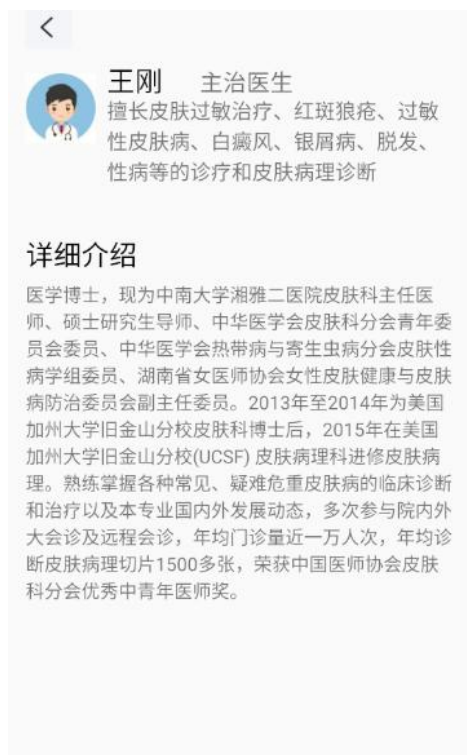 王刚 主治医生
擅长皮肤过敏治疗、红斑狼疮、过敏
性皮肤病、白癜风、银屑病、脱发、
性病等的诊疗和皮肤病理诊断
详细介绍
医学博士，现为中南大学湘雅二医院皮肤科主任医
师、硕士研究生导师、中华医学会皮肤科分会青年委
员会委员、中华医学会热带病与寄生虫病分会皮肤性
病学组委员、湖南省女医师协会女性皮肤健康与皮肤
病防治委员会副主任委员。2013年至2014年为美国
加州大学旧金山分校皮肤科博士后，2015年在美国
加州大学旧金山分校(UCSF) 皮肤病理科进修皮肤病
理。熟练掌握各种常见、疑难危重皮肤病的临床诊断
和治疗以及本专业国内外发展动态，多次参与院内外
大会诊及远程会诊，年均门诊量近一万人次，年均诊
断皮肤病理切片1500多张，荣获中国医师协会皮肤
科分会优秀中青年医师奖。